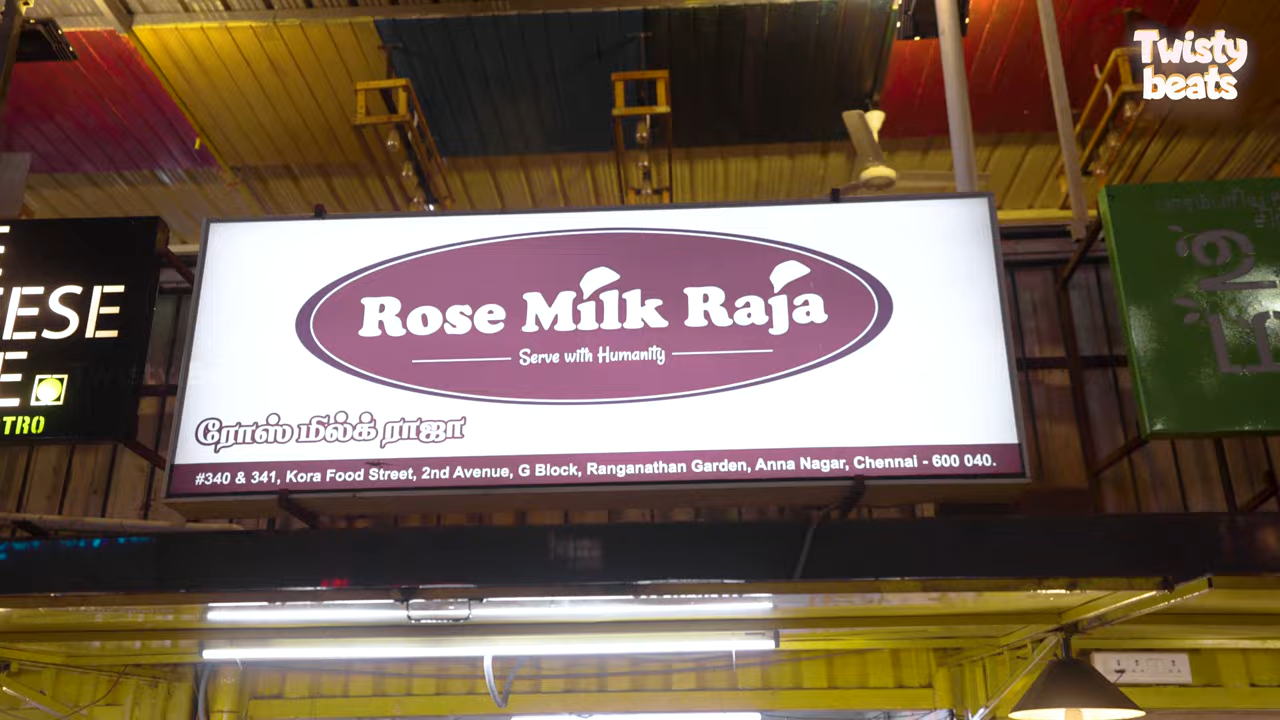 Twisty
beats
ESE
TRO
Rose Milk Raja
Serve with Humanity
ரோஸ் மில்க் ராஜா
#340 & 341, Kora Food Street, 2nd Avenue, G Block, Ranganathan Garden, Anna Nagar, Chennai - 600 040.